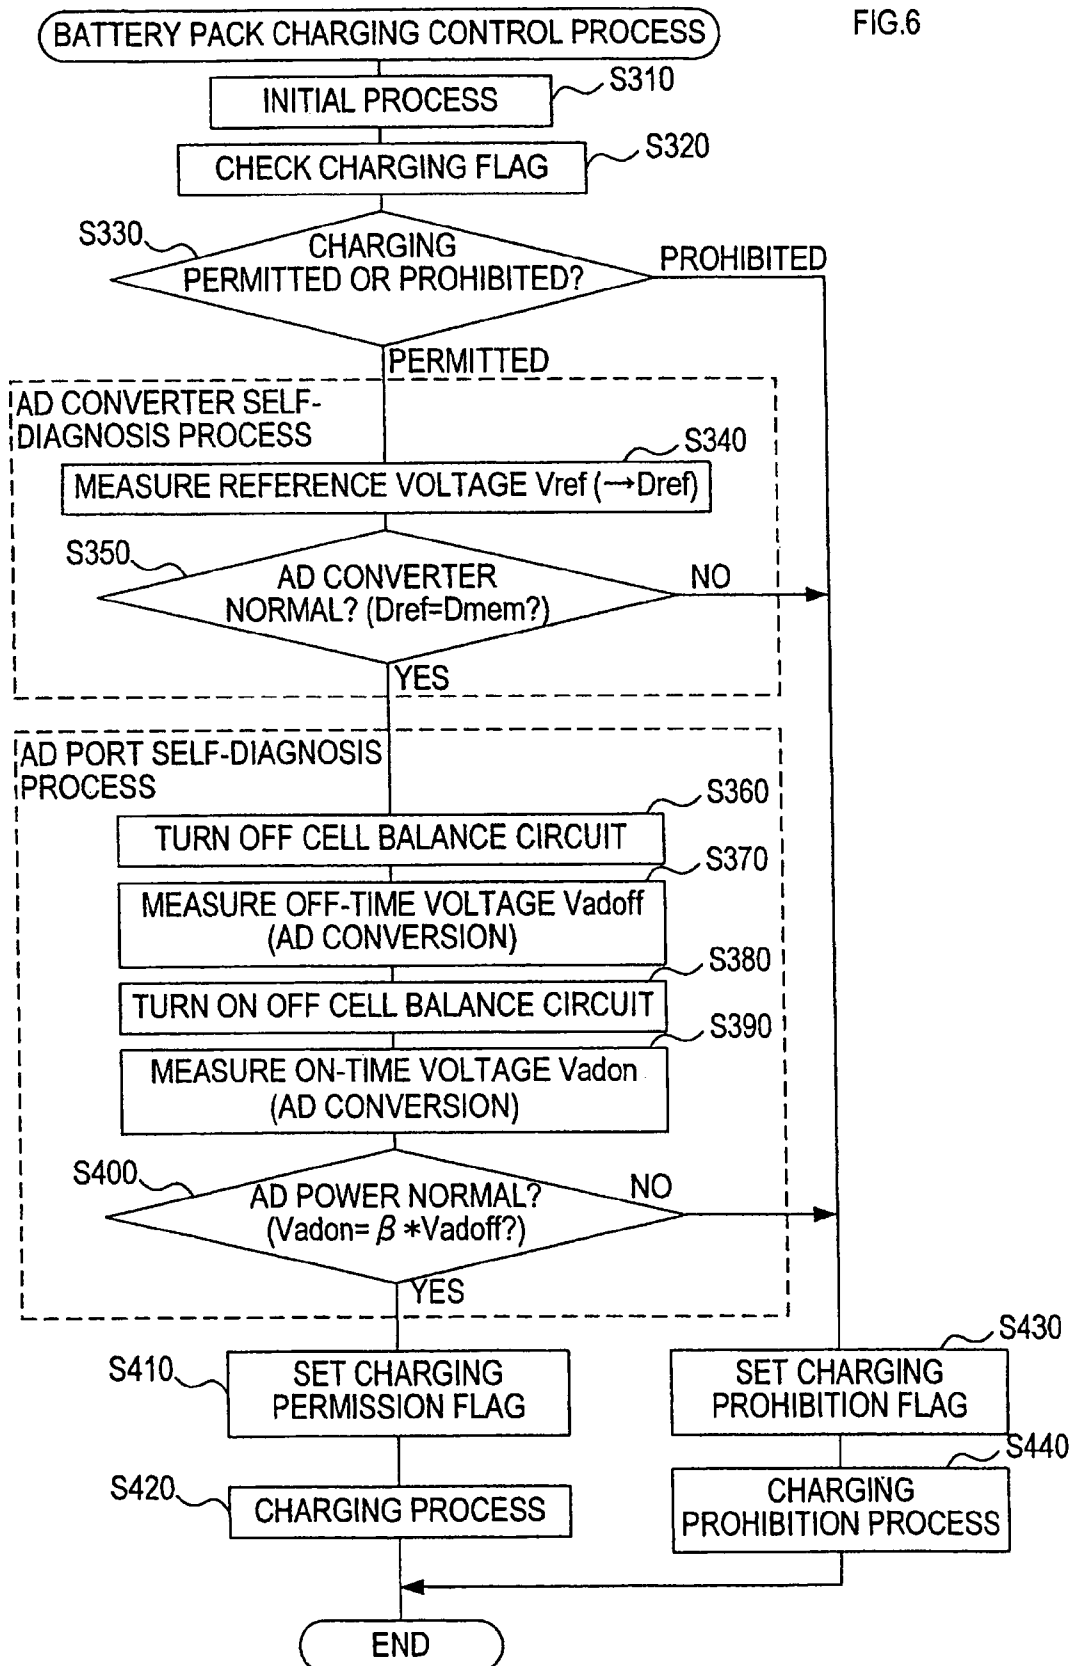 FIG.6
BATTERY PACK CHARGING CONTROL PROCESS
S310
INITIAL PROCESS
S320
CHECK CHARGING FLAG
S330
CHARGING
PERMITTED OR PROHIBITED?
PROHIBITED
PERMITTED
AD CONVERTER SELF-
DIAGNOSIS PROCESS
S340
MEASURE REFERENCE VOLTAGE Vref (→Dref)
S350
AD CONVERTER
NORMAL? (Dref=Dmem?)
NO
YES
AD PORT SELF-DIAGNOSIS
PROCESS
S360
TURN OFF CELL BALANCE CIRCUIT
S370
MEASURE OFF-TIME VOLTAGE Vadoff
(AD CONVERSION)
S380
TURN ON OFF CELL BALANCE CIRCUIT
S390
MEASURE ON-TIME VOLTAGE Vadon
(AD CONVERSION)
S400
AD POWER NORMAL?
(Vadon= β *Vadoff?)
NO
YES
S410
SET CHARGING
PERMISSION FLAG
S430
SET CHARGING
PROHIBITION FLAG
S420
CHARGING PROCESS
S440
CHARGING
PROHIBITION PROCESS
END